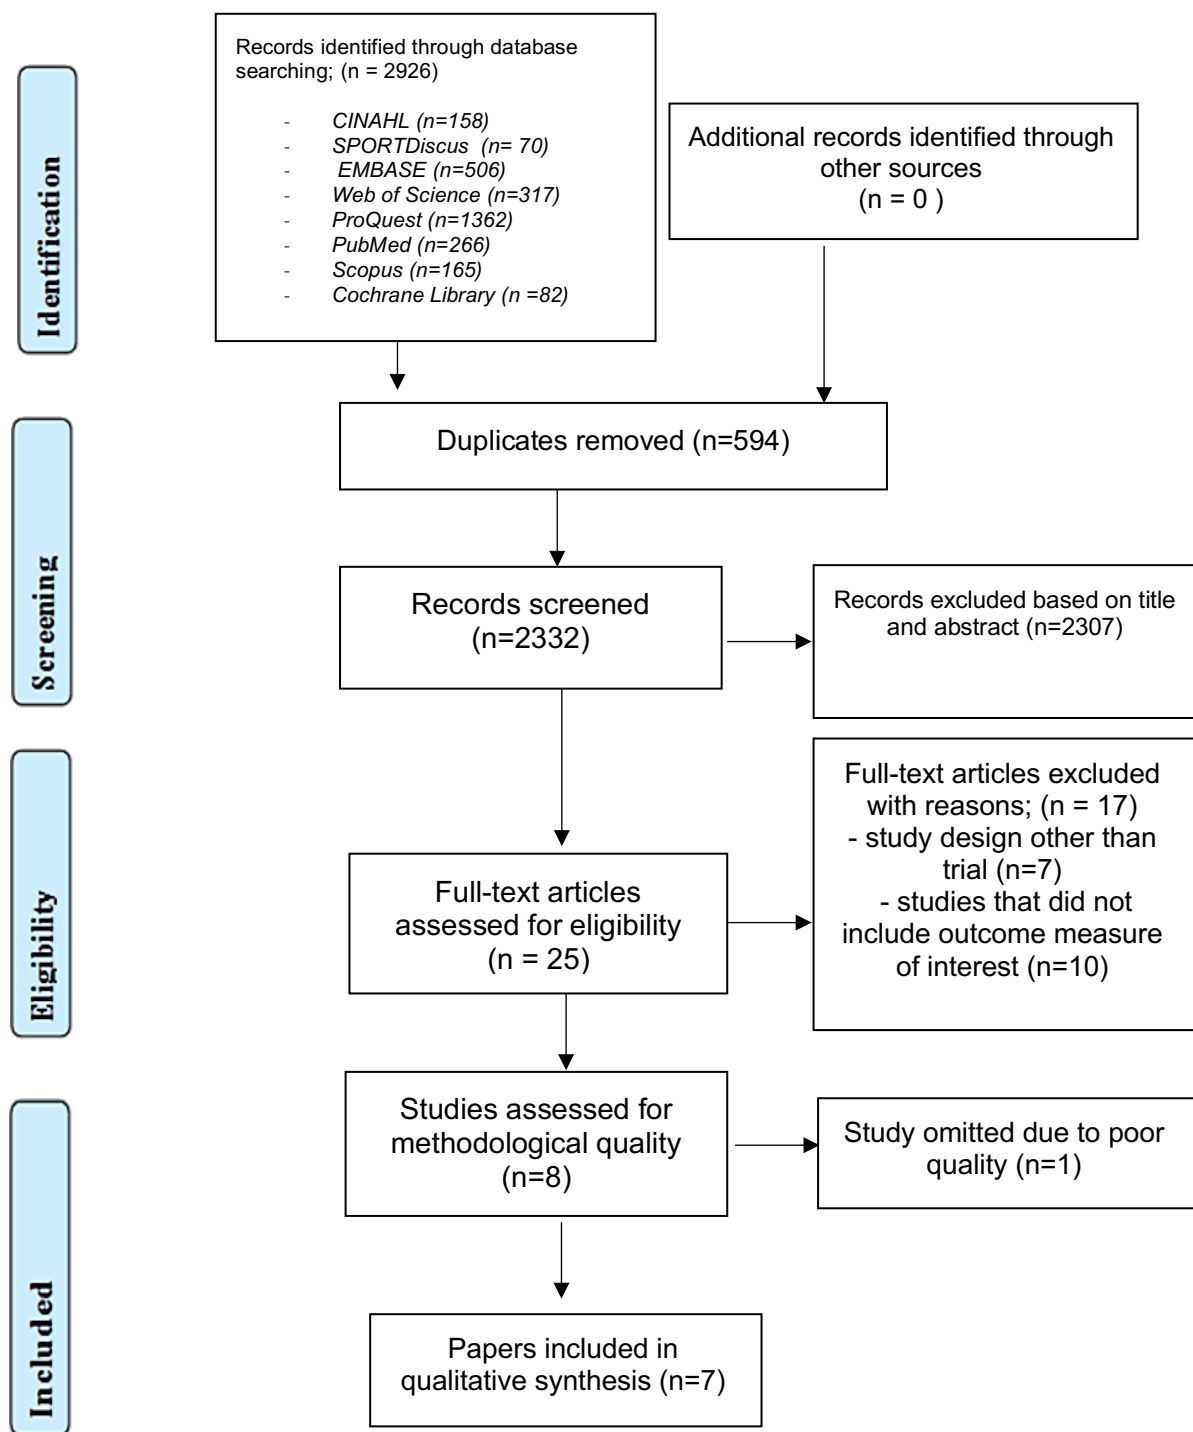 Identification
Records identified through database
searching; (n = 2926)
- CINAHL (n=158)
- SPORTDiscus (n= 70)
- EMBASE (n=506)
- Web of Science (n=317)
- ProQuest (n=1362)
- PubMed (n=266)
- Scopus (n=165)
- Cochrane Library (n =82)
Additional records identified through
other sources
(n = 0 )
Screening
Duplicates removed (n=594)
Records screened
(n=2332)
Records excluded based on title
and abstract (n=2307)
Eligibility
Full-text articles
assessed for eligibility
(n = 25)
Full-text articles excluded
with reasons; (n = 17)
- study design other than
trial (n=7)
- studies that did not
include outcome measure
of interest (n=10)
Included
Studies assessed for
methodological quality
(n=8)
Study omitted due to poor
quality (n=1)
Papers included in
qualitative synthesis (n=7)